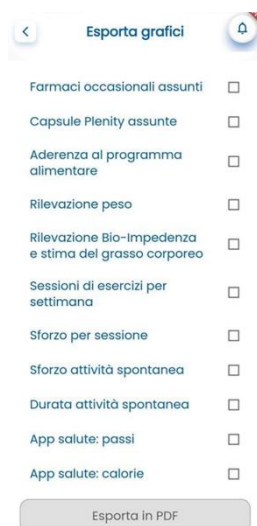 Esporta grafici
Farmaci occasionali assunti
Capsule Plenity assunte
Aderenza al programma
alimentare
Rilevazione peso
Rilevazione Bio-Impedenza
e stima del grasso corporeo
Sessioni di esercizi per
settimana
Sforzo per sessione
Sforzo attività spontanea
Durata attività spontanea
App salute: passi
App salute: calorie
Esporta in PDF